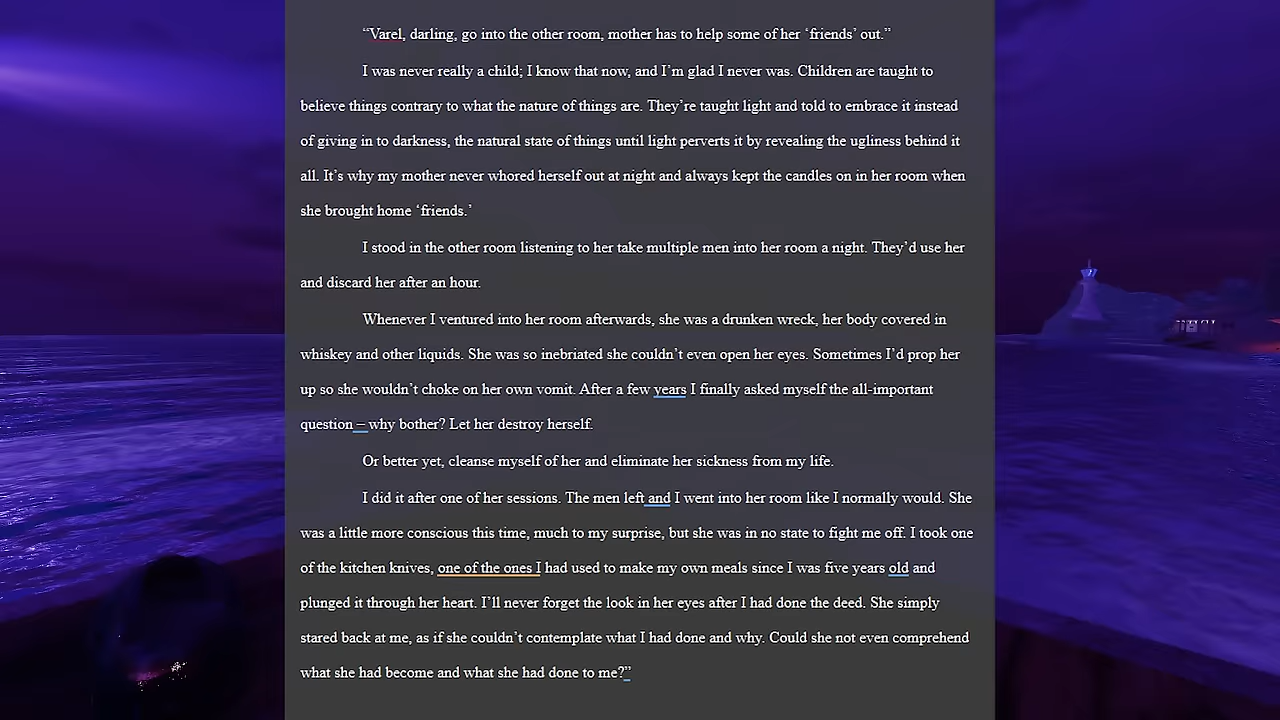 “Varel, darling, go into the other room, mother has to help some of her ‘friends’ out.”
I was never really a child; I know that now, and I’m glad I never was. Children are taught to
believe things contrary to what the nature of things are. They’re taught light and told to embrace it instead
of giving in to darkness, the natural state of things until light perverts it by revealing the ugliness behind it
all. It’s why my mother never whored herself out at night and always kept the candles on in her room when
she brought home ‘friends.’
I stood in the other room listening to her take multiple men into her room a night. They’d use her
and discard her after an hour.
Whenever I ventured into her room afterwards, she was a drunken wreck, her body covered in
whiskey and other liquids. She was so inebriated she couldn’t even open her eyes. Sometimes I’d prop her
up so she wouldn’t choke on her own vomit. After a few years I finally asked myself the all-important
question – why bother? Let her destroy herself.
Or better yet, cleanse myself of her and eliminate her sickness from my life.
I did it after one of her sessions. The men left and I went into her room like I normally would. She
was a little more conscious this time, much to my surprise, but she was in no state to fight me off. I took one
of the kitchen knives, one of the ones I had used to make my own meals since I was five years old and
plunged it through her heart. I’ll never forget the look in her eyes after I had done the deed. She simply
stared back at me, as if she couldn’t contemplate what I had done and why. Could she not even comprehend
what she had become and what she had done to me?”